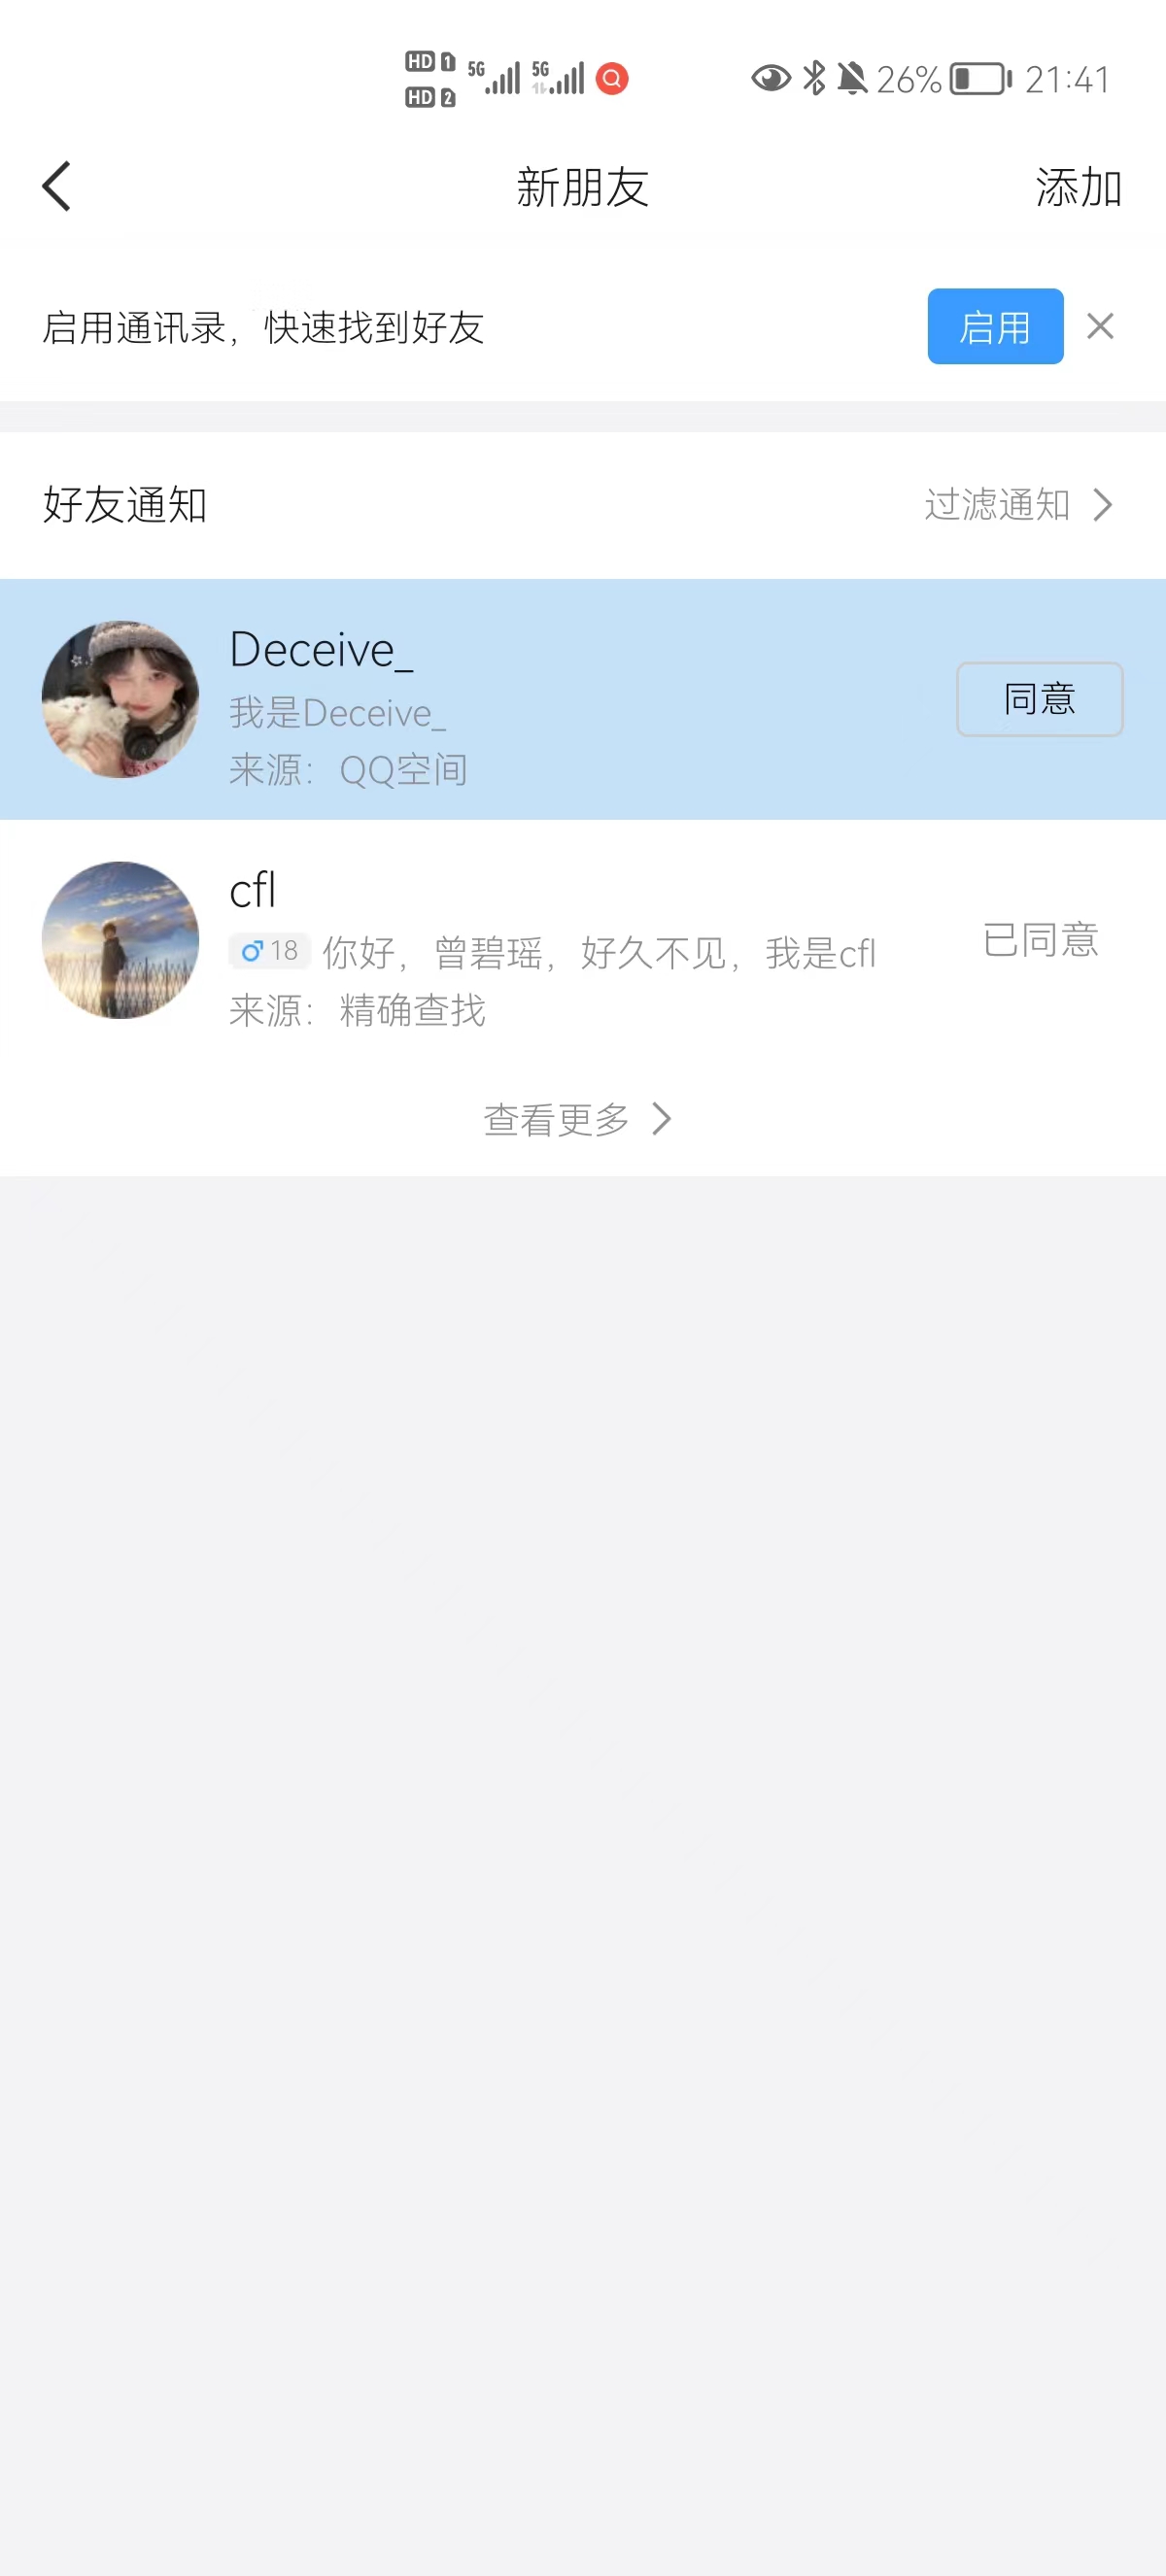 HD 1 5G 5G 26% 21:41
HD 2
新朋友 添加
启用通讯录，快速找到好友 启用
好友通知 过滤通知
Deceive_
我是Deceive_ 同意
来源：QQ空间
cfl
18 你好，曾碧瑶，好久不见，我是cfl 已同意
来源：精确查找
查看更多